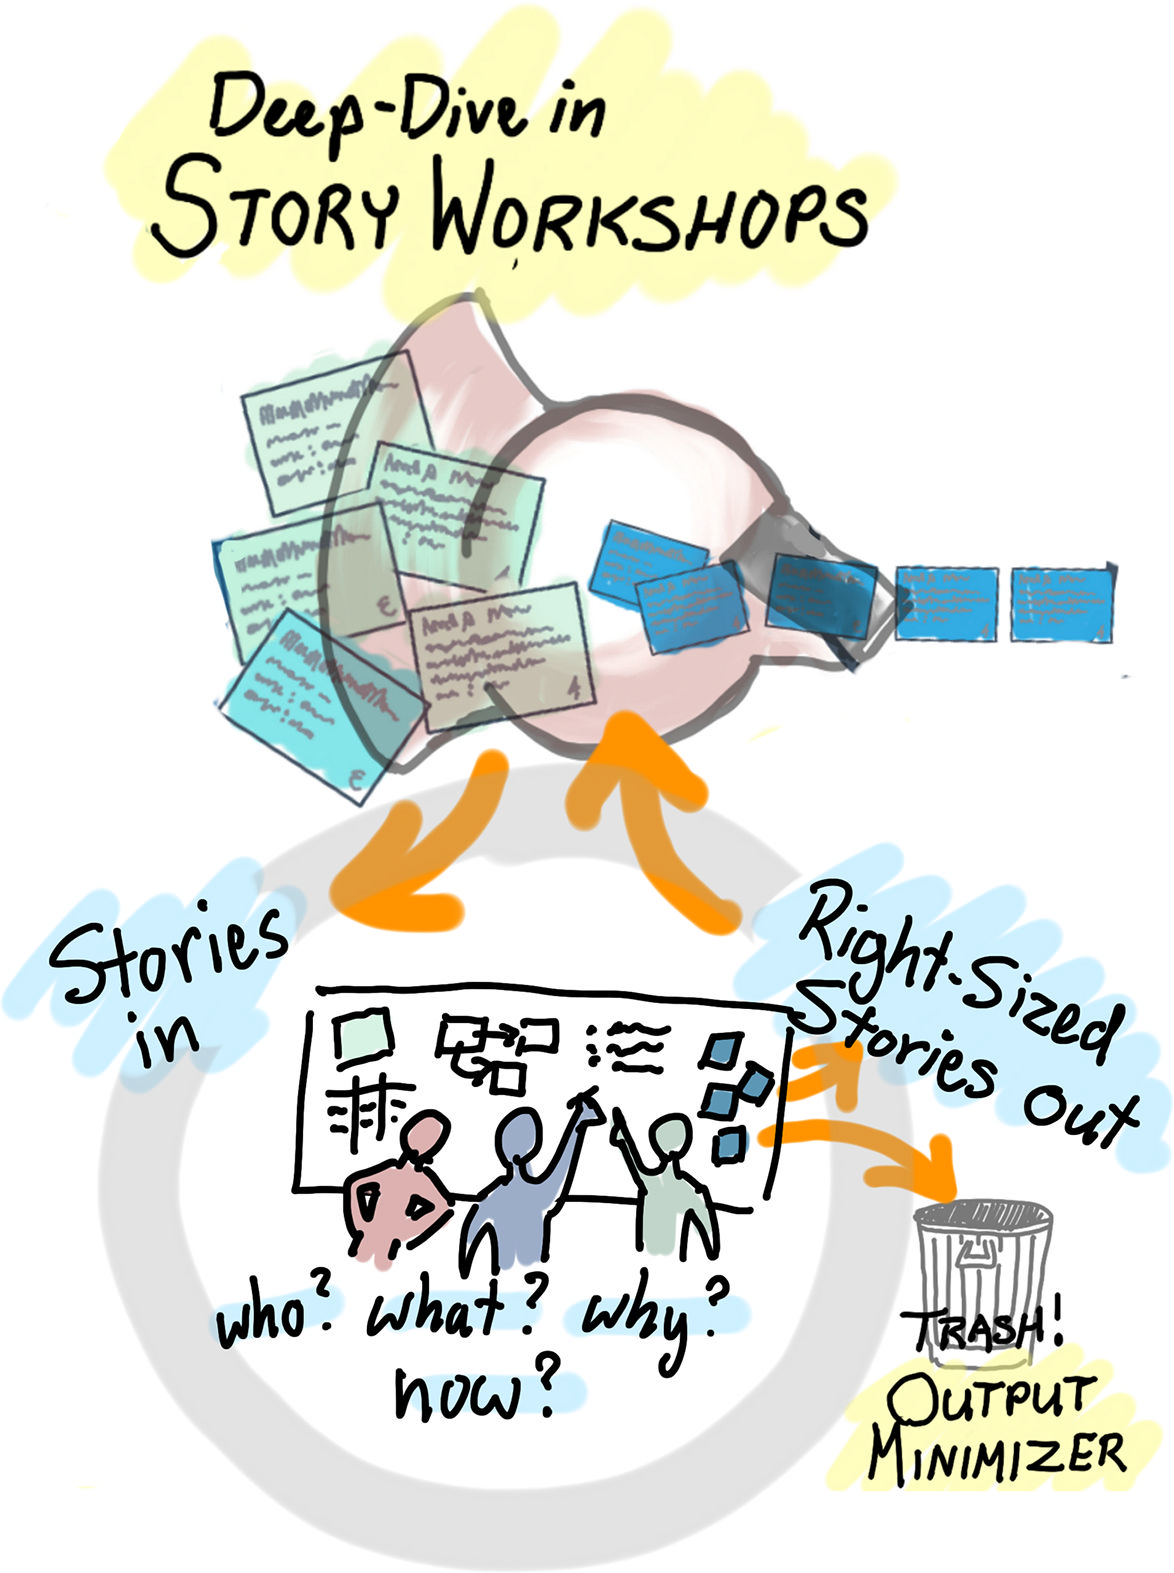 Deep-Dive in
STORY WORKSHOPS
Stories
in
Right-Sized
Stories out
who? what? why?
now?
TRASH!
OUTPUT
MINIMIZER